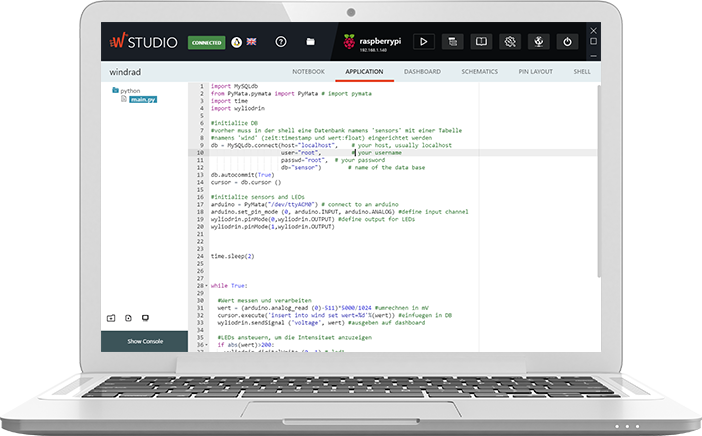 W STUDIO
CONNECTED
raspberrypi
192.168.1.140
windrad
NOTEBOOK APPLICATION DASHBOARD SCHEMATICS PIN LAYOUT SHELL
python
main.py
1 import MySQLdb
2 from PyMata.pymata import PyMata # import pymata
3 import time
4 import wyliodrin
5
6 #initialize DB
7 #vorher muss in der shell eine Datenbank namens 'sensors' mit einer Tabelle
8 #namens 'wind' (zeit:timestamp und wert:float) eingerichtet werden
9 db = MySQLdb.connect(host="localhost", # your host, usually localhost
10 user="root", # your username
11 passwd="root", # your password
12 db="sensor") # name of the data base
13 db.autocommit(True)
14 cursor = db.cursor ()
15
16 #initialize sensors and LEDs
17 arduino = PyMata("/dev/ttyACM0") # connect to an arduino
18 arduino.set_pin_mode (0, arduino.INPUT, arduino.ANALOG) #define input channel
19 wyliodrin.pinMode(0,wyliodrin.OUTPUT) #define output for LEDs
20 wyliodrin.pinMode(1,wyliodrin.OUTPUT)
21
22
23
24 time.sleep(2)
25
26
27
28 while True:
29
30 #Wert messen und verarbeiten
31 wert = (arduino.analog_read (0)-511)*5000/1024 #umrechnen in mV
32 cursor.execute('insert into wind set wert=%d'%(wert)) #einfuegen in DB
33 wyliodrin.sendSignal ('voltage', wert) #ausgeben auf dashboard
34
35 #LEDs ansteuern, um die Intensitaet anzuzeigen
36 if abs(wert)>200:
Show Console